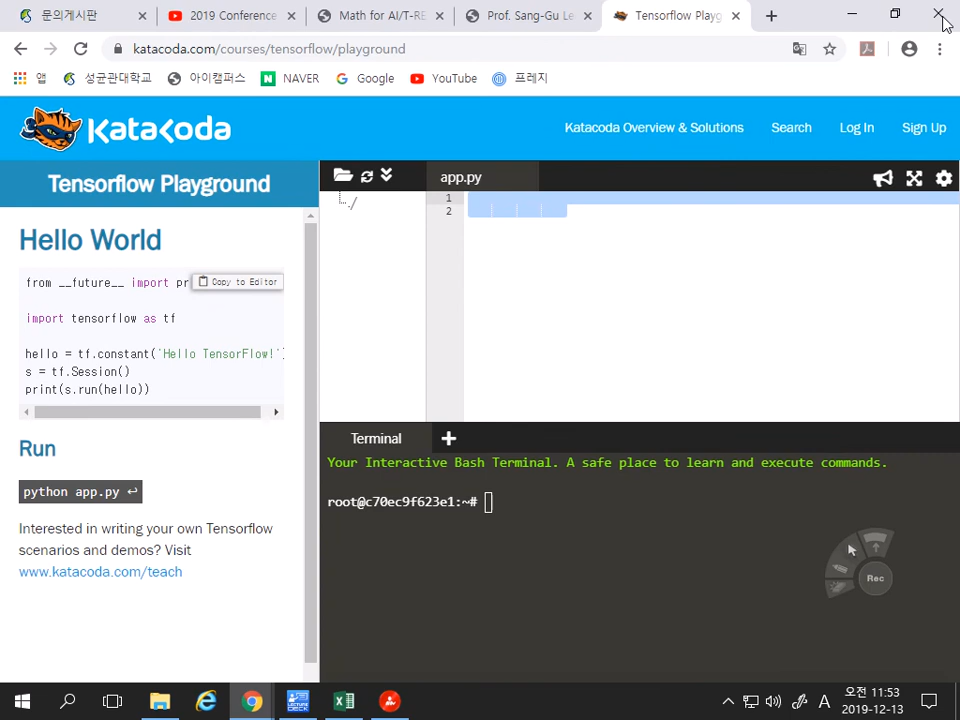 문의게시판
2019 Conference
Math for AI/T-RE
Prof. Sang-Gu Le
Tensorflow Playg
katacoda.com/courses/tensorflow/playground
앱
성균관대학교
아이캠퍼스
NAVER
Google
YouTube
프레지
KataKoda
Katacoda Overview & Solutions
Search
Log In
Sign Up
Tensorflow Playground
Hello World
from __future__ import pr
Copy to Editor
import tensorflow as tf
hello = tf.constant('Hello TensorFlow!')
s = tf.Session()
print(s.run(hello))
Run
python app.py ↩
Interested in writing your own Tensorflow
scenarios and demos? Visit
www.katacoda.com/teach
./
app.py
1
2
Terminal
Your Interactive Bash Terminal. A safe place to learn and execute commands.
root@c70ec9f623e1:~#
Rec
A
오전 11:53
2019-12-13